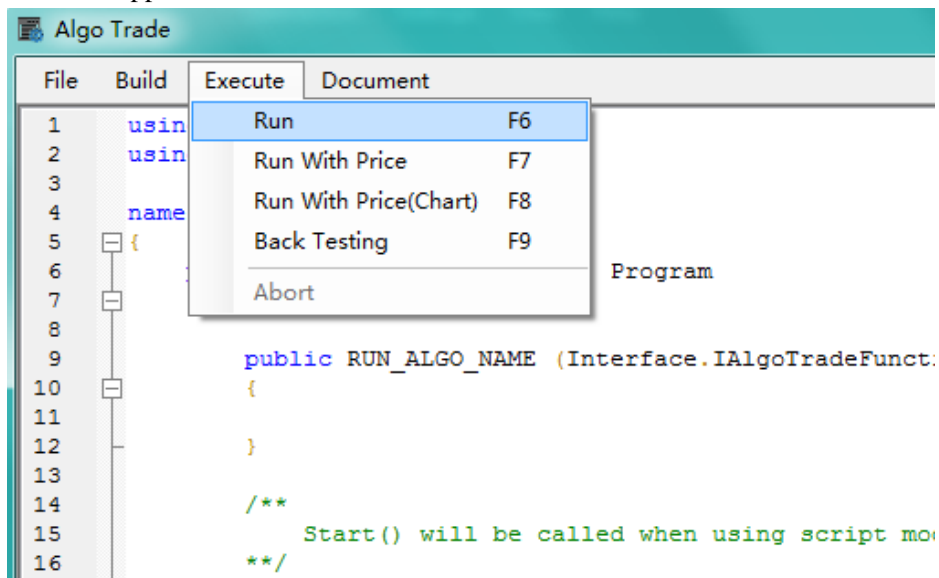 Algo Trade
File Build Execute Document
Run F6
Run With Price F7
Run With Price(Chart) F8
Back Testing F9
Abort
1 usin
2 usin
3
4 name
5 {
6 Program
7
8
9 public RUN_ALGO_NAME (Interface.IAlgoTradeFuncti
10 {
11
12 }
13
14 /**
15 Start() will be called when using script mo
16 **/